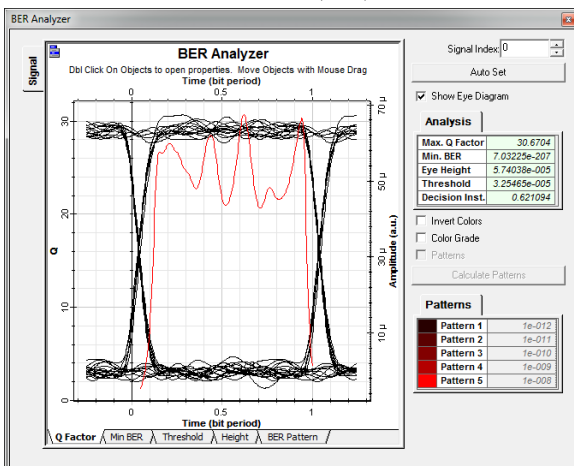 BER Analyzer
Signal
BER Analyzer
Dbl Click On Objects to open properties. Move Objects with Mouse Drag
Time (bit period)
0 0.5 1
30
20
10
0
Q
70 µ
50 µ
30 µ
10 µ
Amplitude (a.u.)
0 0.5 1
Time (bit period)
Q Factor Min BER Threshold Height BER Pattern
Signal Index: 0
Auto Set
Show Eye Diagram
Analysis
Max. Q Factor 30.6704
Min. BER 7.03225e-207
Eye Height 5.74038e-005
Threshold 3.25465e-005
Decision Inst. 0.621094
Invert Colors
Color Grade
Patterns
Calculate Patterns
Patterns
Pattern 1 1e-012
Pattern 2 1e-011
Pattern 3 1e-010
Pattern 4 1e-009
Pattern 5 1e-008